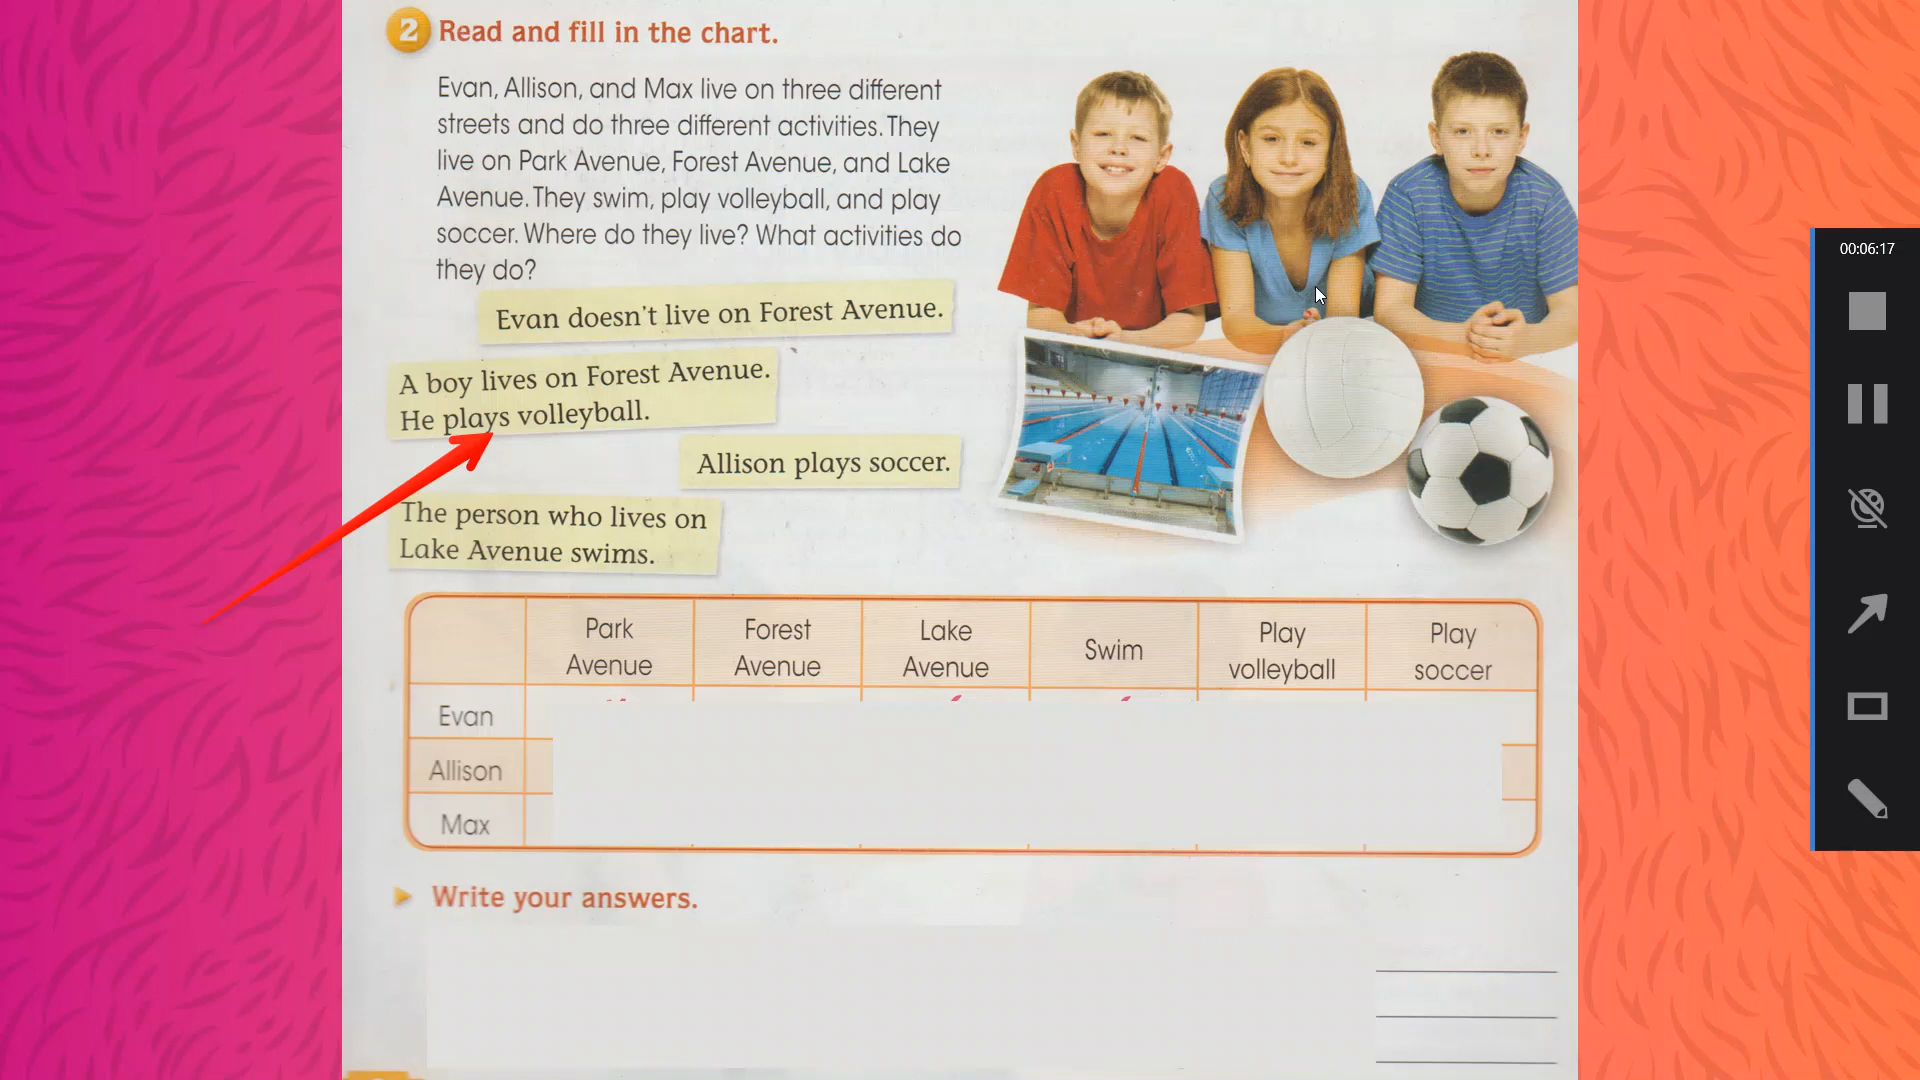 2 Read and fill in the chart.
Evan, Allison, and Max live on three different
streets and do three different activities. They
live on Park Avenue, Forest Avenue, and Lake
Avenue. They swim, play volleyball, and play
soccer. Where do they live? What activities do
they do?
Evan doesn't live on Forest Avenue.
A boy lives on Forest Avenue.
He plays volleyball.
Allison plays soccer.
The person who lives on
Lake Avenue swims.
Park Avenue
Forest Avenue
Lake Avenue
Swim
Play volleyball
Play soccer
Evan
Allison
Max
Write your answers.
00:06:17